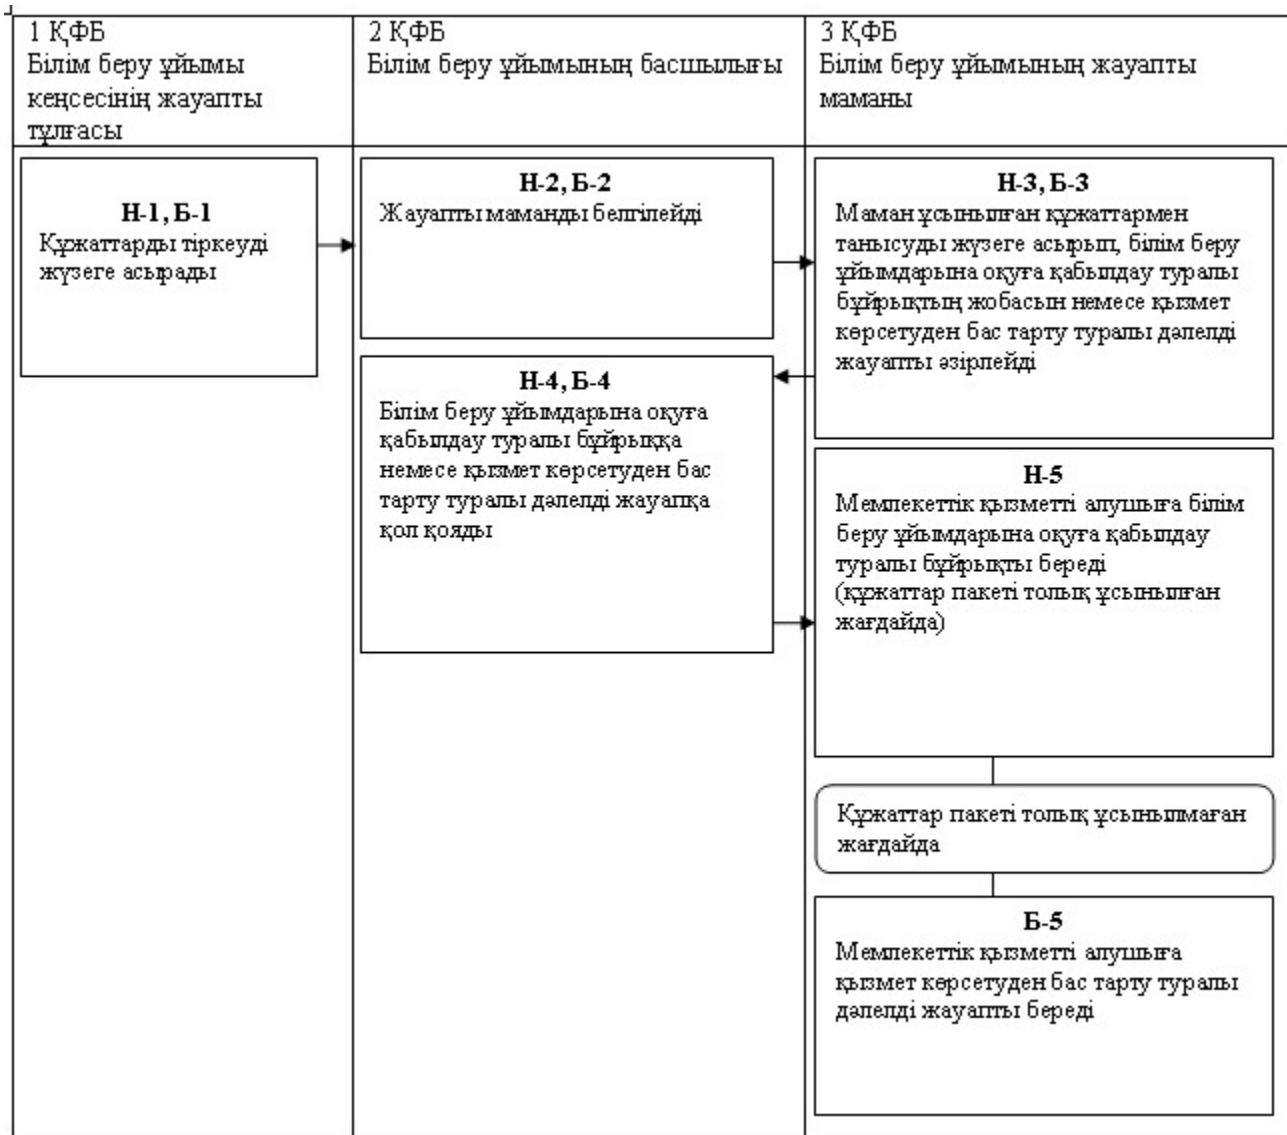 1 ҚФБ
Білім беру ұйымы
кеңсесінің жауапты
тұлғасы
2 ҚФБ
Білім беру ұйымының басшылығы
3 ҚФБ
Білім беру ұйымының жауапты
маманы
Н-1, Б-1
Құжаттарды тіркеуді
жүзеге асырады
Н-2, Б-2
Жауапты маманды белгілейді
Н-3, Б-3
Маман ұсынылған құжаттармен
танысуды жүзеге асырып, білім беру
ұйымдарына оқуға қабылдау туралы
бұйрықтың жобасын немесе қызмет
көрсетуден бас тарту туралы дәлелді
жауапты әзірлейді
Н-4, Б-4
Білім беру ұйымдарына оқуға
қабылдау туралы бұйрыққа
немесе қызмет көрсетуден бас
тарту туралы дәлелді жауапқа
қол қояды
Н-5
Мемлекеттік қызметті алушыға білім
беру ұйымдарына оқуға қабылдау
туралы бұйрықты береді
(құжаттар пакеті толық ұсынылған
жағдайда)
Құжаттар пакеті толық ұсынылмаған
жағдайда
Б-5
Мемлекеттік қызметті алушыға
қызмет көрсетуден бас тарту туралы
дәлелді жауапты береді